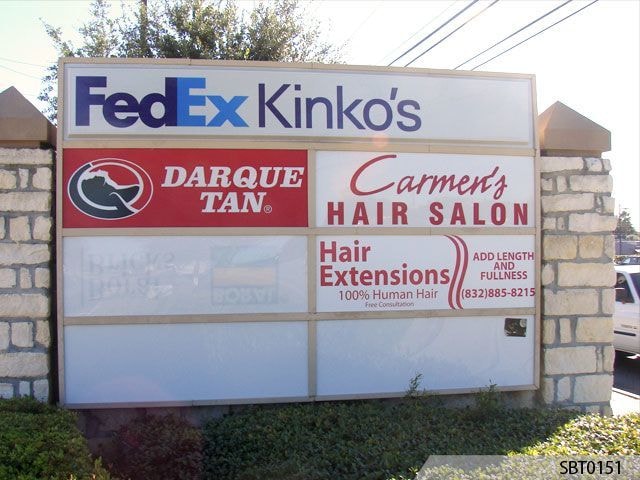 FedEx Kinko's
DARQUE
TAN®
Carmen's
HAIR SALON
Hair
Extensions
100% Human Hair
Free Consultation
ADD LENGTH
AND
FULLNESS
(832)885-8215
SBT0151